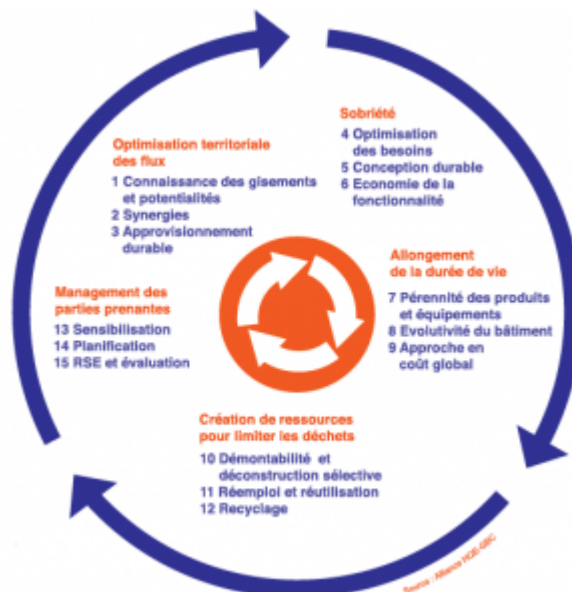 Optimisation territoriale
des flux
1 Connaissance des gisements
et potentialités
2 Synergies
3 Approvisionnement
durable
Sobriété
4 Optimisation
des besoins
5 Conception durable
6 Economie de la
fonctionnalité
Allongement
de la durée de vie
7 Pérennité des produits
et équipements
8 Evolutivité du bâtiment
9 Approche en
coût global
Création de ressources
pour limiter les déchets
10 Démontabilité et
déconstruction sélective
11 Réemploi et réutilisation
12 Recyclage
Management des
parties prenantes
13 Sensibilisation
14 Planification
15 RSE et évaluation
Source : Alliance HQE-GBC